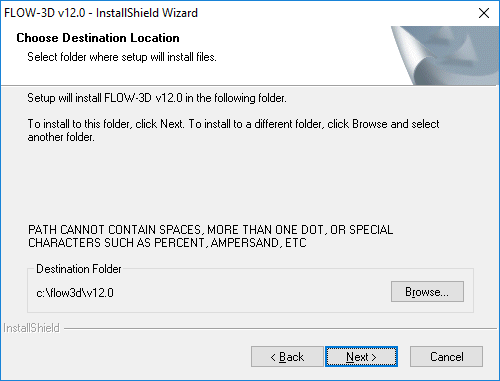 FLOW-3D v12.0 - InstallShield Wizard
Choose Destination Location
Select folder where setup will install files.
Setup will install FLOW-3D v12.0 in the following folder.
To install to this folder, click Next. To install to a different folder, click Browse and select
another folder.
PATH CANNOT CONTAIN SPACES, MORE THAN ONE DOT, OR SPECIAL
CHARACTERS SUCH AS PERCENT, AMPERSAND, ETC
Destination Folder
c:\flow3d\v12.0
Browse...
InstallShield
< Back
Next >
Cancel